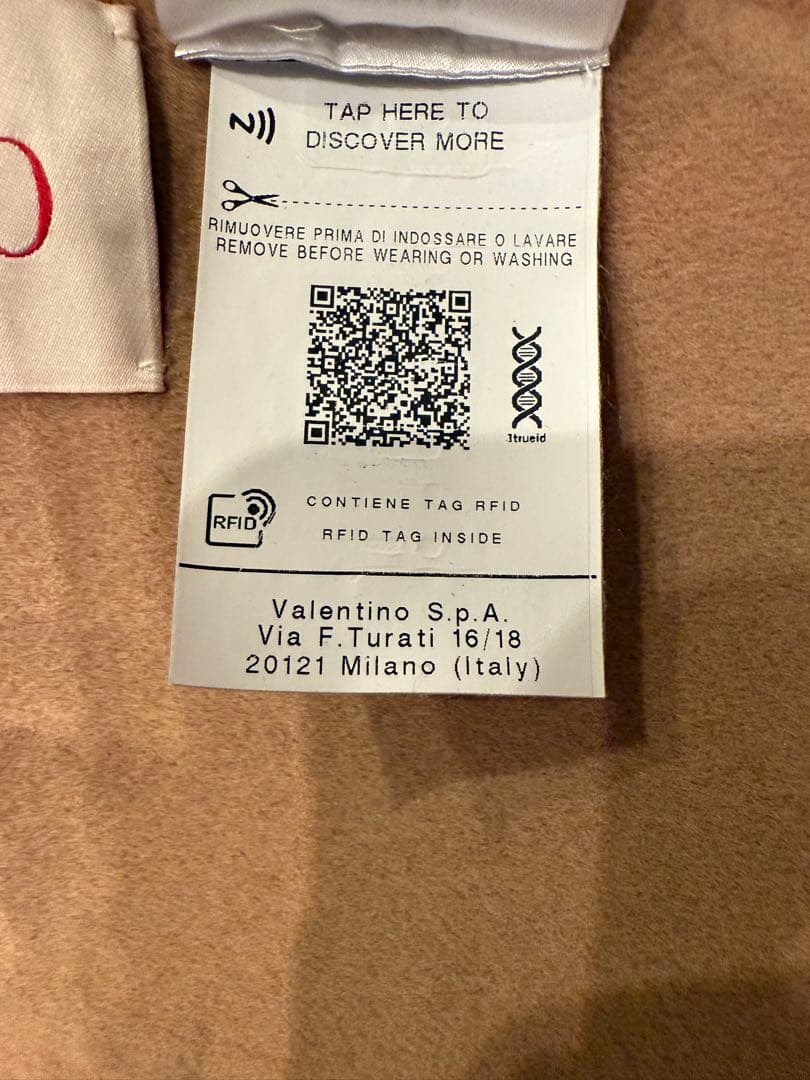 TAP HERE TO
DISCOVER MORE
RIMUOVERE PRIMA DI INDOSSARE O LAVARE
REMOVE BEFORE WEARING OR WASHING
1trueid
RFID
CONTIENE TAG RFID
RFID TAG INSIDE
Valentino S.p.A.
Via F.Turati 16/18
20121 Milano (Italy)